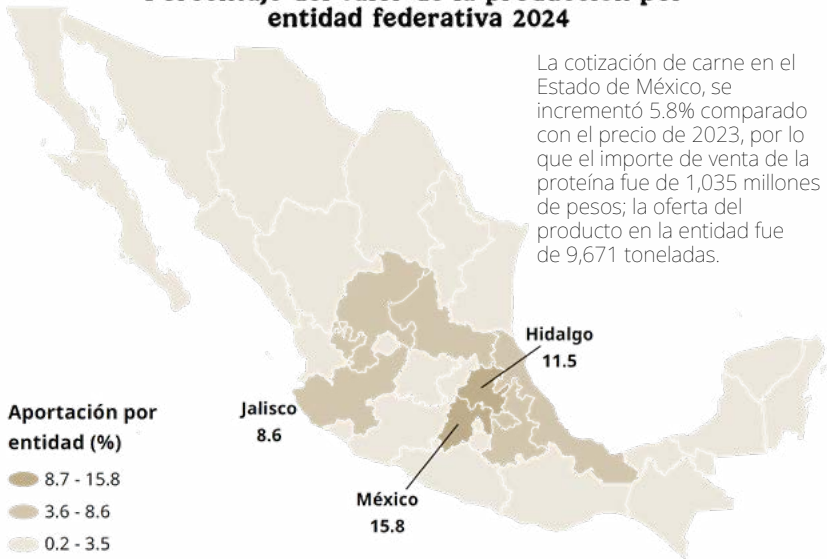 entidad federativa 2024
La cotización de carne en el
Estado de México, se
incrementó 5.8% comparado
con el precio de 2023, por lo
que el importe de venta de la
proteína fue de 1,035 millones
de pesos; la oferta del
producto en la entidad fue
de 9,671 toneladas.
Hidalgo
11.5
Jalisco
8.6
México
15.8
Aportación por
entidad (%)
8.7 - 15.8
3.6 - 8.6
0.2 - 3.5